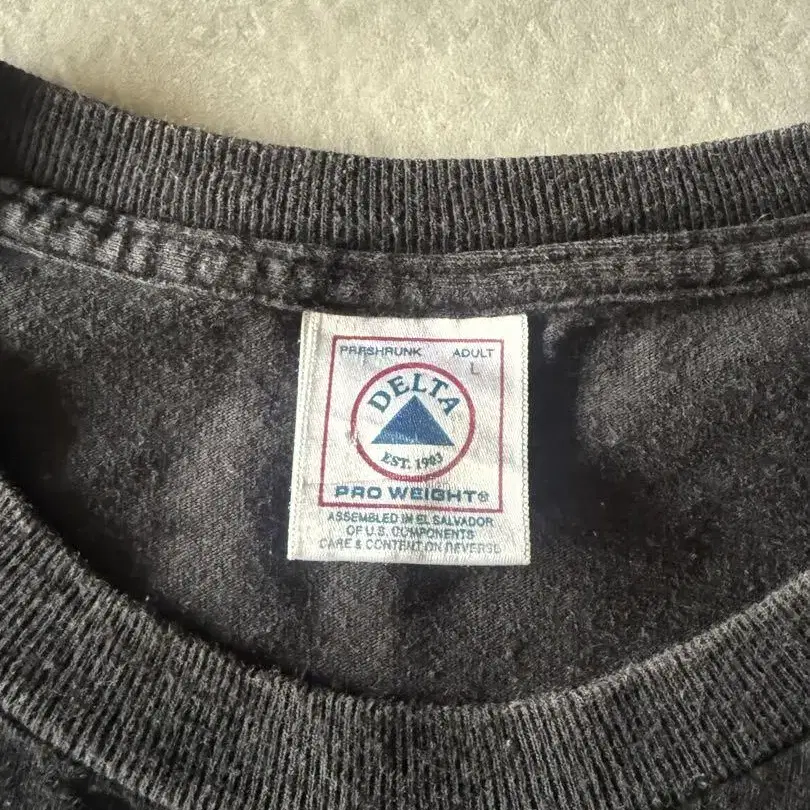 PRESHRUNK ADULT
L
DELTA
EST. 1903
PRO WEIGHT®
ASSEMBLED IN EL SALVADOR
OF U.S. COMPONENTS
CARE & CONTENT ON REVERSE